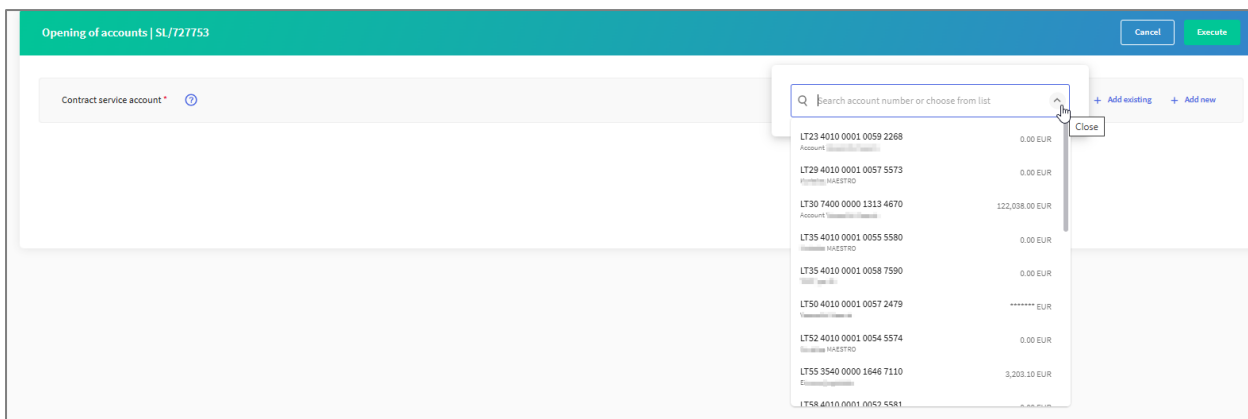 Opening of accounts | SL/727753
Cancel
Execute
Contract service account *
?
Search account number or choose from list
+ Add existing
+ Add new
Close
LT23 4010 0001 0059 2268
0.00 EUR
Account
LT29 4010 0001 0057 5573
0.00 EUR
MAESTRO
LT30 7400 0000 1313 4670
122,038.00 EUR
Account
LT35 4010 0001 0055 5580
0.00 EUR
MAESTRO
LT35 4010 0001 0058 7590
0.00 EUR
LT50 4010 0001 0057 2479
******* EUR
LT52 4010 0001 0054 5574
0.00 EUR
MAESTRO
LT55 3540 0000 1646 7110
3,203.10 EUR
LT58 4010 0001 0052 5581
0.00 EUR